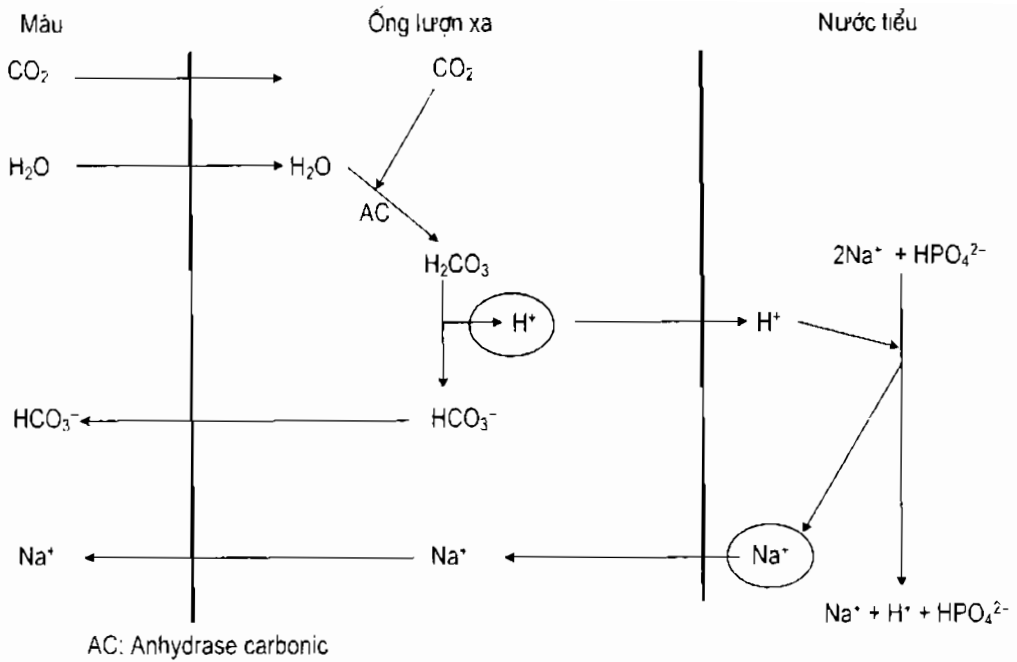 Máu Ống lượn xa Nước tiểu
CO₂ CO₂
H₂O H₂O
AC
H₂CO₃ 2Na⁺ + HPO₄²⁻
H⁺ H⁺
HCO₃⁻ HCO₃⁻
Na⁺ Na⁺ Na⁺
Na⁺ + H⁺ + HPO₄²⁻
AC: Anhydrase carbonic